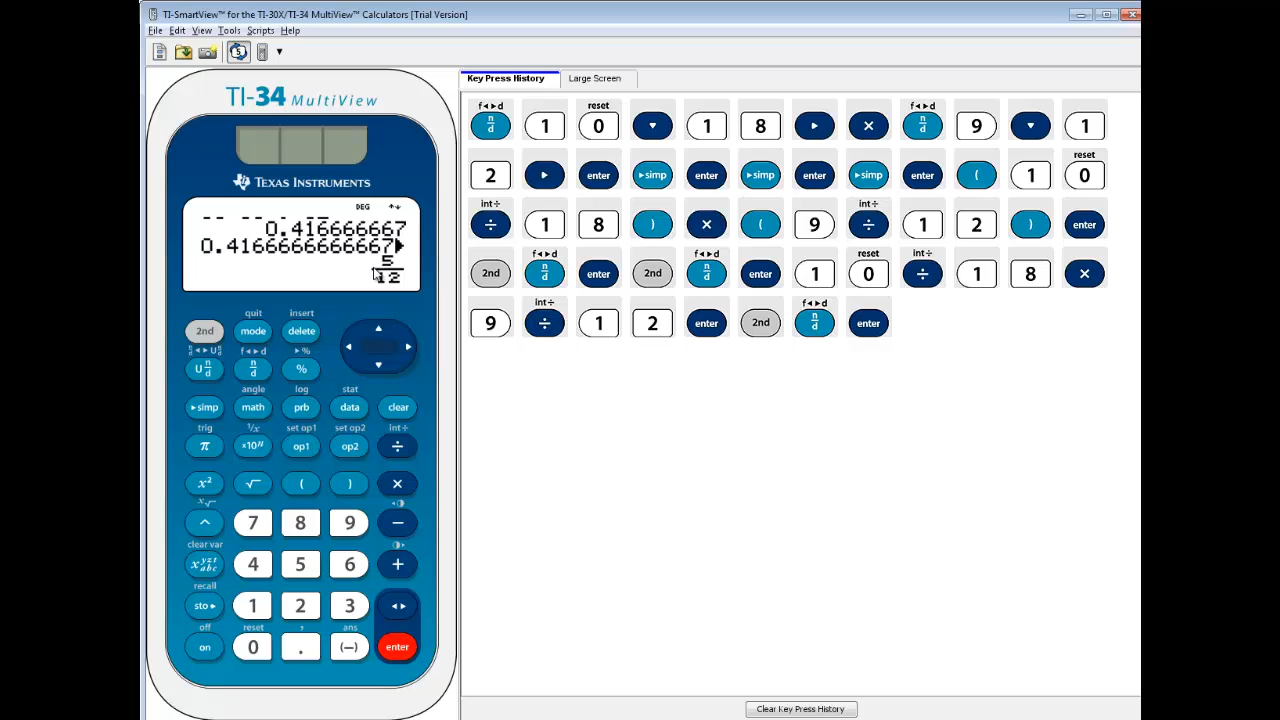 TI-SmartView™ for the TI-30X/TI-34 MultiView™ Calculators [Trial Version]
File Edit View Tools Scripts Help
5
Key Press History Large Screen
TI-34 MultiView
TEXAS INSTRUMENTS
DEG
0.416666667
0.4166666666667▶
5
12
quit insert
2nd mode delete
n/d ◄► U n/d f◄►d ►%
U n/d n/d %
angle log stat
►simp math prb data clear
trig 1/x set op1 set op2 int÷
π ×10ⁿ op1 op2 ÷
x² √ ( ) ×
x√
^ 7 8 9 −
clear var
x yzt abc 4 5 6 +
recall
sto► 1 2 3 ◄►
off reset , ans
on 0 . (−) enter
f◄►d reset f◄►d
n/d 1 0 ▼ 1 8 ► × n/d 9 ▼ 1
reset
2 ► enter ►simp enter ►simp enter ►simp enter ( 1 0
int÷ int÷
÷ 1 8 ) × ( 9 ÷ 1 2 ) enter
f◄►d f◄►d reset int÷
2nd n/d enter 2nd n/d enter 1 0 ÷ 1 8 ×
int÷ f◄►d
9 ÷ 1 2 enter 2nd n/d enter
Clear Key Press History